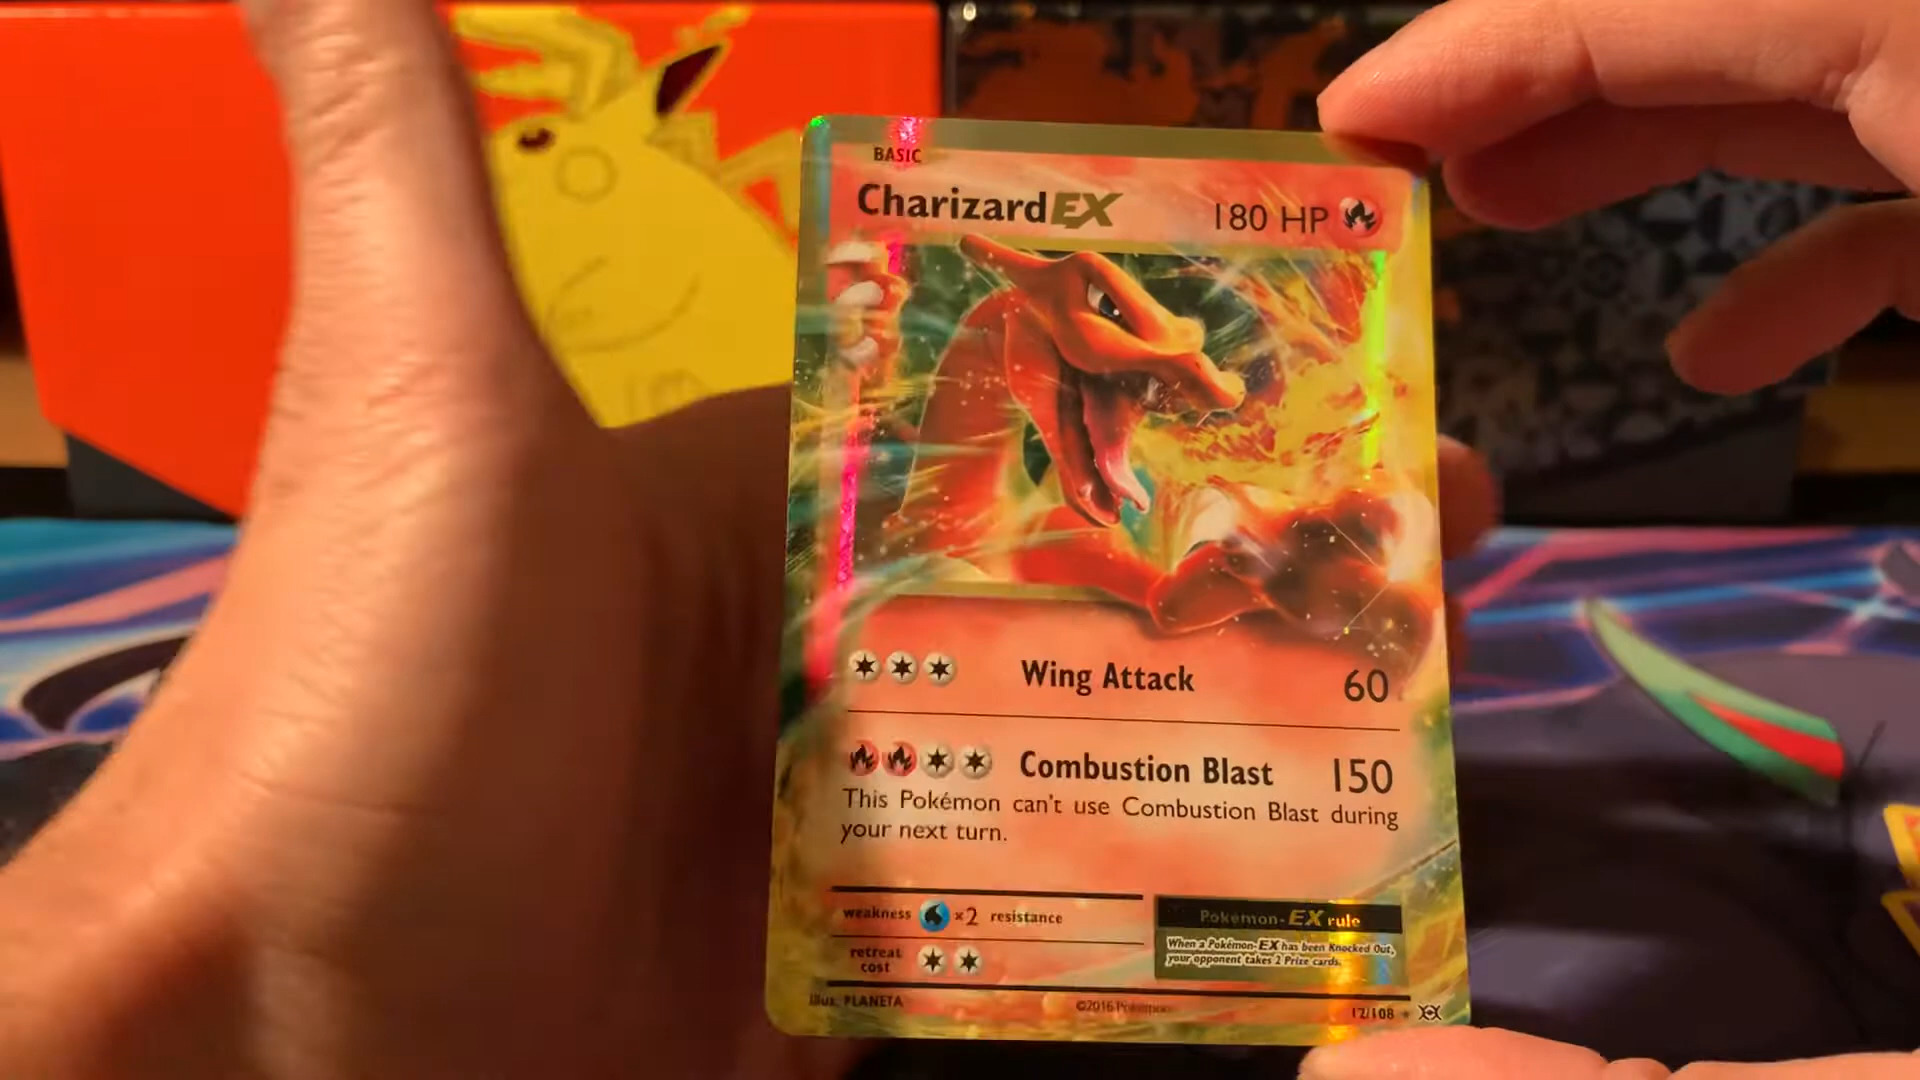 BASIC
CharizardEX 180 HP
Wing Attack 60
Combustion Blast 150
This Pokémon can't use Combustion Blast during
your next turn.
weakness ×2 resistance
Pokémon-EX rule
When a Pokémon-EX has been Knocked Out,
your opponent takes 2 Prize cards.
retreat
cost
Illus. PLANETA ©2016 Pokémon 12/108